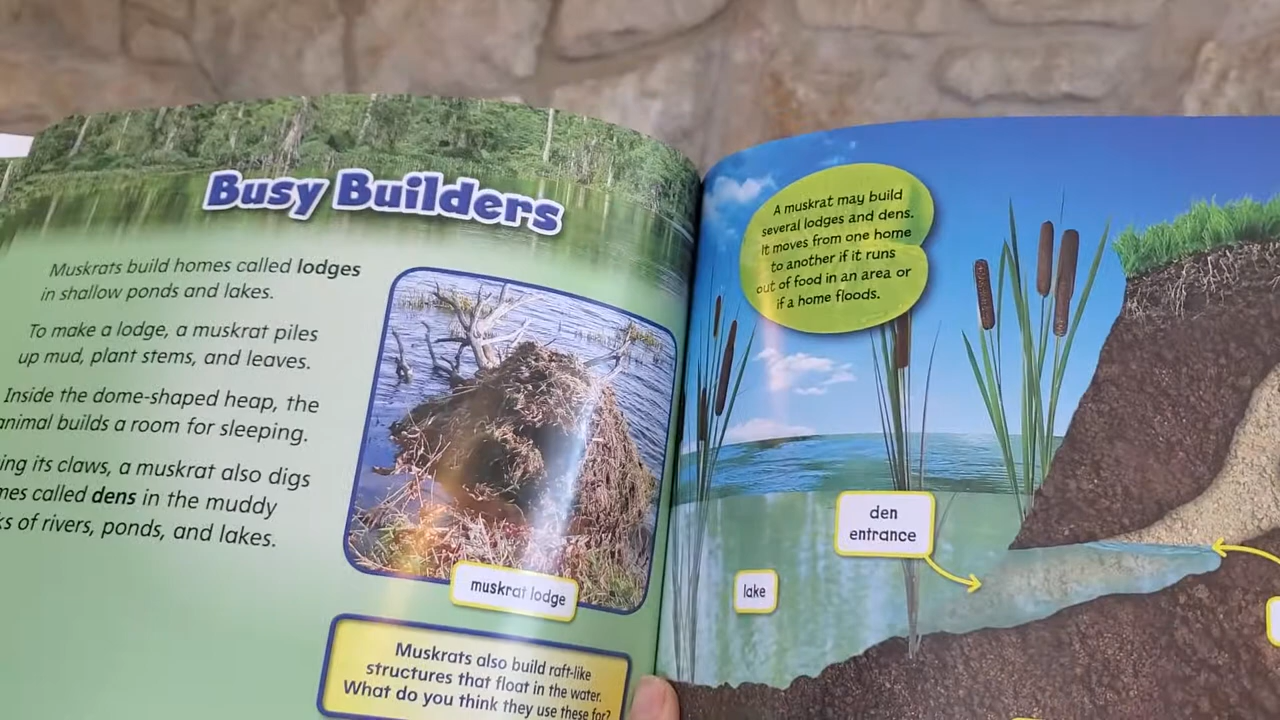 Busy Builders
Muskrats build homes called lodges
in shallow ponds and lakes.
To make a lodge, a muskrat piles
up mud, plant stems, and leaves.
Inside the dome-shaped heap, the
animal builds a room for sleeping.
ing its claws, a muskrat also digs
mes called dens in the muddy
ks of rivers, ponds, and lakes.
muskrat lodge
Muskrats also build raft-like
structures that float in the water.
What do you think they use these for?
A muskrat may build
several lodges and dens.
It moves from one home
to another if it runs
out of food in an area or
if a home floods.
den
entrance
lake